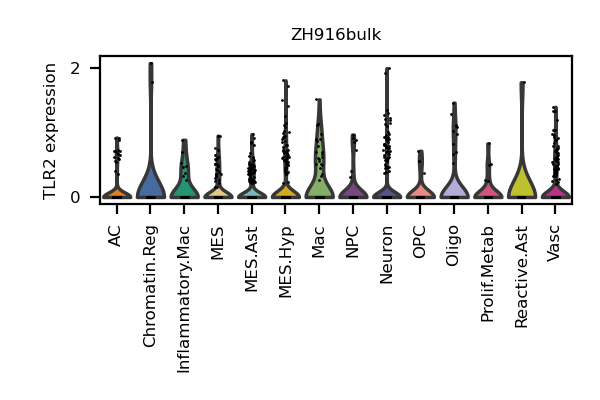 ZH916bulk
TLR2 expression
2
0
AC
Chromatin.Reg
Inflammatory.Mac
MES
MES.Ast
MES.Hyp
Mac
NPC
Neuron
OPC
Oligo
Prolif.Metab
Reactive.Ast
Vasc